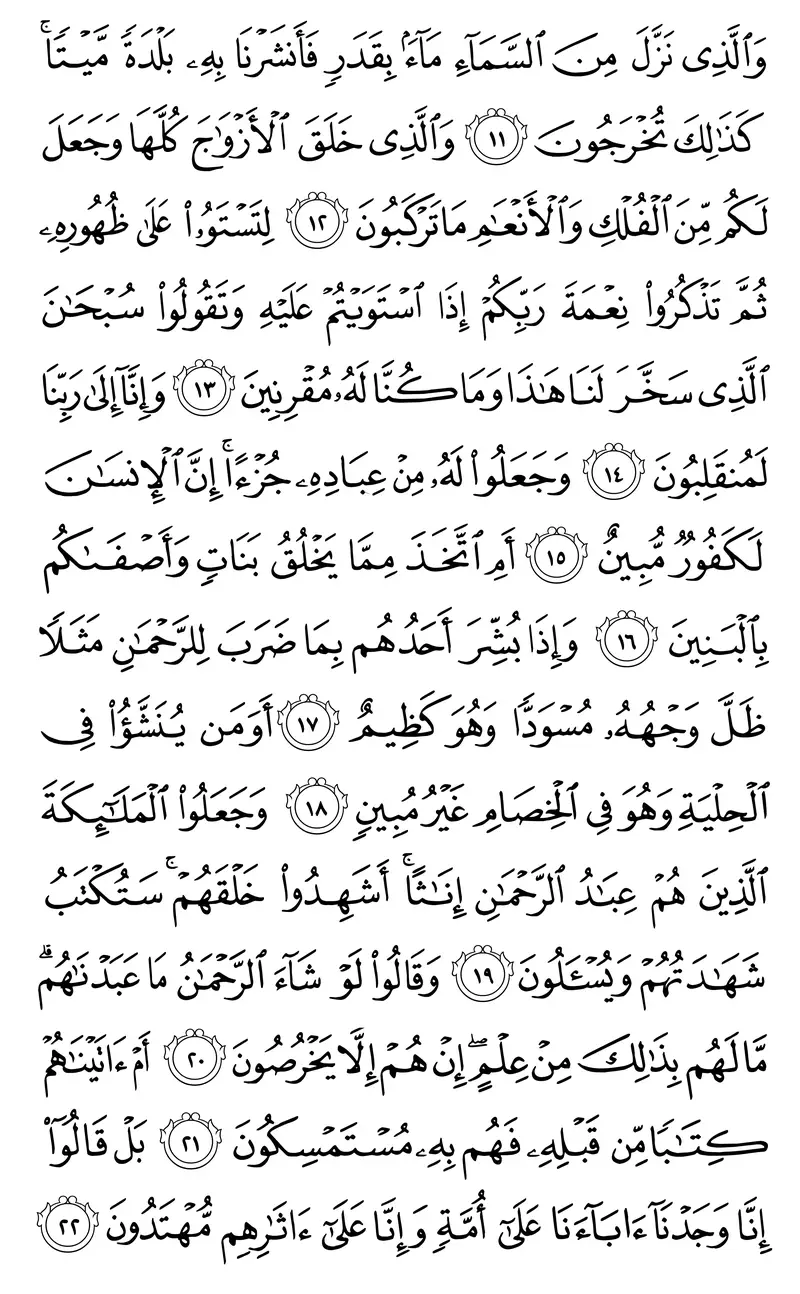 وَٱلَّذِى نَزَّلَ مِنَ ٱلسَّمَآءِ مَآءَۢ بِقَدَرٍ فَأَنشَرْنَا بِهِۦ بَلْدَةً مَّيْتًا ۚ
كَذَٰلِكَ تُخْرَجُونَ ١١ وَٱلَّذِى خَلَقَ ٱلْأَزْوَٰجَ كُلَّهَا وَجَعَلَ
لَكُم مِّنَ ٱلْفُلْكِ وَٱلْأَنْعَٰمِ مَا تَرْكَبُونَ ١٢ لِتَسْتَوُۥا۟ عَلَىٰ ظُهُورِهِۦ
ثُمَّ تَذْكُرُوا۟ نِعْمَةَ رَبِّكُمْ إِذَا ٱسْتَوَيْتُمْ عَلَيْهِ وَتَقُولُوا۟ سُبْحَٰنَ
ٱلَّذِى سَخَّرَ لَنَا هَٰذَا وَمَا كُنَّا لَهُۥ مُقْرِنِينَ ١٣ وَإِنَّآ إِلَىٰ رَبِّنَا
لَمُنقَلِبُونَ ١٤ وَجَعَلُوا۟ لَهُۥ مِنْ عِبَادِهِۦ جُزْءًا ۚ إِنَّ ٱلْإِنسَٰنَ
لَكَفُورٌ مُّبِينٌ ١٥ أَمِ ٱتَّخَذَ مِمَّا يَخْلُقُ بَنَاتٍ وَأَصْفَىٰكُم
بِٱلْبَنِينَ ١٦ وَإِذَا بُشِّرَ أَحَدُهُم بِمَا ضَرَبَ لِلرَّحْمَٰنِ مَثَلًا
ظَلَّ وَجْهُهُۥ مُسْوَدًّا وَهُوَ كَظِيمٌ ١٧ أَوَمَن يُنَشَّؤُا۟ فِى
ٱلْحِلْيَةِ وَهُوَ فِى ٱلْخِصَامِ غَيْرُ مُبِينٍ ١٨ وَجَعَلُوا۟ ٱلْمَلَٰٓئِكَةَ
ٱلَّذِينَ هُمْ عِبَٰدُ ٱلرَّحْمَٰنِ إِنَٰثًا ۚ أَشَهِدُوا۟ خَلْقَهُمْ ۚ سَتُكْتَبُ
شَهَٰدَتُهُمْ وَيُسْـَٔلُونَ ١٩ وَقَالُوا۟ لَوْ شَآءَ ٱلرَّحْمَٰنُ مَا عَبَدْنَٰهُم ۗ
مَّا لَهُم بِذَٰلِكَ مِنْ عِلْمٍ ۖ إِنْ هُمْ إِلَّا يَخْرُصُونَ ٢٠ أَمْ ءَاتَيْنَٰهُمْ
كِتَٰبًا مِّن قَبْلِهِۦ فَهُم بِهِۦ مُسْتَمْسِكُونَ ٢١ بَلْ قَالُوٓا۟
إِنَّا وَجَدْنَآ ءَابَآءَنَا عَلَىٰٓ أُمَّةٍ وَإِنَّا عَلَىٰٓ ءَاثَٰرِهِم مُّهْتَدُونَ ٢٢